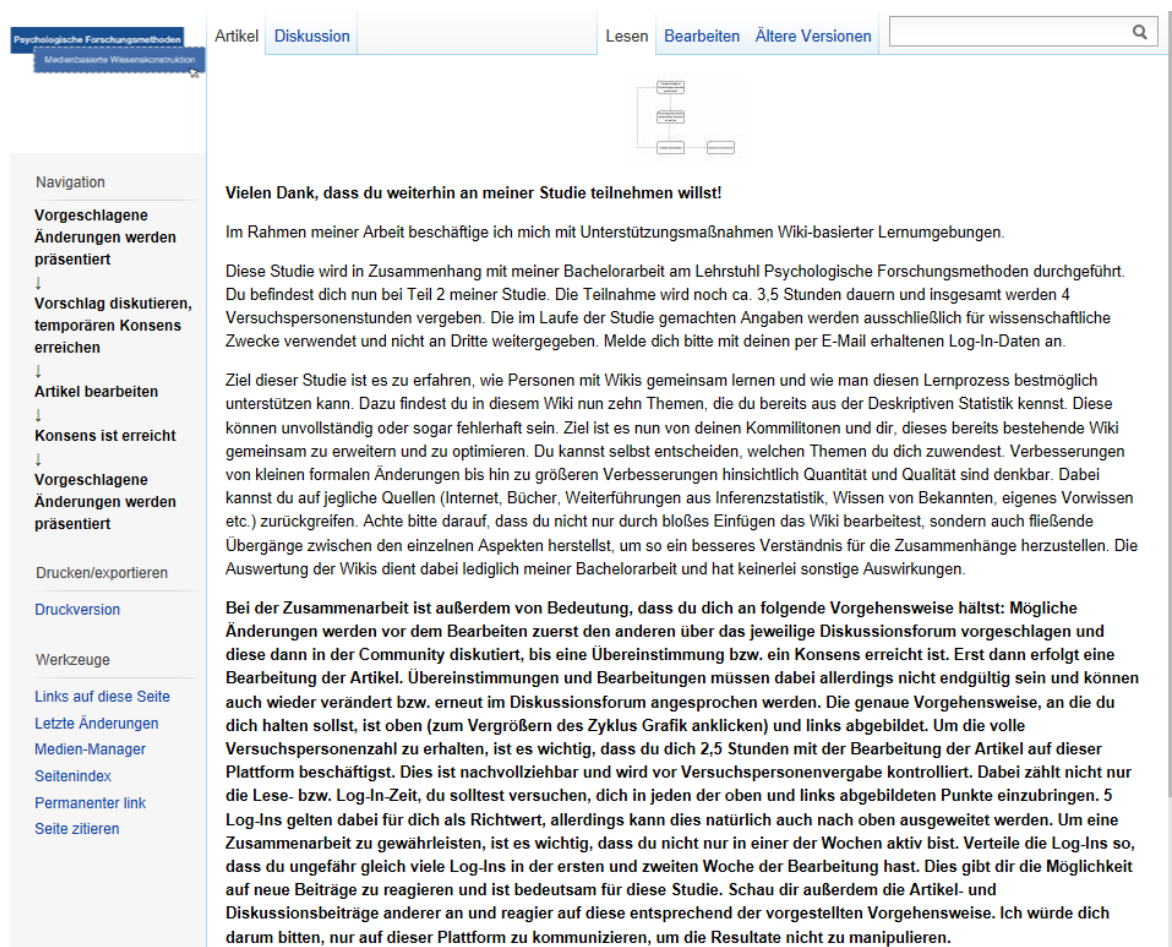 Psychologische Forschungsmethoden
Medienbasierte Wissenskonstruktion
Artikel Diskussion Lesen Bearbeiten Ältere Versionen
Navigation
Vorgeschlagene
Änderungen werden
präsentiert
↓
Vorschlag diskutieren,
temporären Konsens
erreichen
↓
Artikel bearbeiten
↓
Konsens ist erreicht
↓
Vorgeschlagene
Änderungen werden
präsentiert
Drucken/exportieren
Druckversion
Werkzeuge
Links auf diese Seite
Letzte Änderungen
Medien-Manager
Seitenindex
Permanenter link
Seite zitieren
Vielen Dank, dass du weiterhin an meiner Studie teilnehmen willst!
Im Rahmen meiner Arbeit beschäftige ich mich mit Unterstützungsmaßnahmen Wiki-basierter Lernumgebungen.
Diese Studie wird in Zusammenhang mit meiner Bachelorarbeit am Lehrstuhl Psychologische Forschungsmethoden durchgeführt.
Du befindest dich nun bei Teil 2 meiner Studie. Die Teilnahme wird noch ca. 3,5 Stunden dauern und insgesamt werden 4
Versuchspersonenstunden vergeben. Die im Laufe der Studie gemachten Angaben werden ausschließlich für wissenschaftliche
Zwecke verwendet und nicht an Dritte weitergegeben. Melde dich bitte mit deinen per E-Mail erhaltenen Log-In-Daten an.
Ziel dieser Studie ist es zu erfahren, wie Personen mit Wikis gemeinsam lernen und wie man diesen Lernprozess bestmöglich
unterstützen kann. Dazu findest du in diesem Wiki nun zehn Themen, die du bereits aus der Deskriptiven Statistik kennst. Diese
können unvollständig oder sogar fehlerhaft sein. Ziel ist es nun von deinen Kommilitonen und dir, dieses bereits bestehende Wiki
gemeinsam zu erweitern und zu optimieren. Du kannst selbst entscheiden, welchen Themen du dich zuwendest. Verbesserungen
von kleinen formalen Änderungen bis hin zu größeren Verbesserungen hinsichtlich Quantität und Qualität sind denkbar. Dabei
kannst du auf jegliche Quellen (Internet, Bücher, Weiterführungen aus Inferenzstatistik, Wissen von Bekannten, eigenes Vorwissen
etc.) zurückgreifen. Achte bitte darauf, dass du nicht nur durch bloßes Einfügen das Wiki bearbeitest, sondern auch fließende
Übergänge zwischen den einzelnen Aspekten herstellst, um so ein besseres Verständnis für die Zusammenhänge herzustellen. Die
Auswertung der Wikis dient dabei lediglich meiner Bachelorarbeit und hat keinerlei sonstige Auswirkungen.
Bei der Zusammenarbeit ist außerdem von Bedeutung, dass du dich an folgende Vorgehensweise hältst: Mögliche
Änderungen werden vor dem Bearbeiten zuerst den anderen über das jeweilige Diskussionsforum vorgeschlagen und
diese dann in der Community diskutiert, bis eine Übereinstimmung bzw. ein Konsens erreicht ist. Erst dann erfolgt eine
Bearbeitung der Artikel. Übereinstimmungen und Bearbeitungen müssen dabei allerdings nicht endgültig sein und können
auch wieder verändert bzw. erneut im Diskussionsforum angesprochen werden. Die genaue Vorgehensweise, an die du
dich halten sollst, ist oben (zum Vergrößern des Zyklus Grafik anklicken) und links abgebildet. Um die volle
Versuchspersonenzahl zu erhalten, ist es wichtig, dass du dich 2,5 Stunden mit der Bearbeitung der Artikel auf dieser
Plattform beschäftigst. Dies ist nachvollziehbar und wird vor Versuchspersonenvergabe kontrolliert. Dabei zählt nicht nur
die Lese- bzw. Log-In-Zeit, du solltest versuchen, dich in jeden der oben und links abgebildeten Punkte einzubringen. 5
Log-Ins gelten dabei für dich als Richtwert, allerdings kann dies natürlich auch nach oben ausgeweitet werden. Um eine
Zusammenarbeit zu gewährleisten, ist es wichtig, dass du nicht nur in einer der Wochen aktiv bist. Verteile die Log-Ins so,
dass du ungefähr gleich viele Log-Ins in der ersten und zweiten Woche der Bearbeitung hast. Dies gibt dir die Möglichkeit
auf neue Beiträge zu reagieren und ist bedeutsam für diese Studie. Schau dir außerdem die Artikel- und
Diskussionsbeiträge anderer an und reagier auf diese entsprechend der vorgestellten Vorgehensweise. Ich würde dich
darum bitten, nur auf dieser Plattform zu kommunizieren, um die Resultate nicht zu manipulieren.